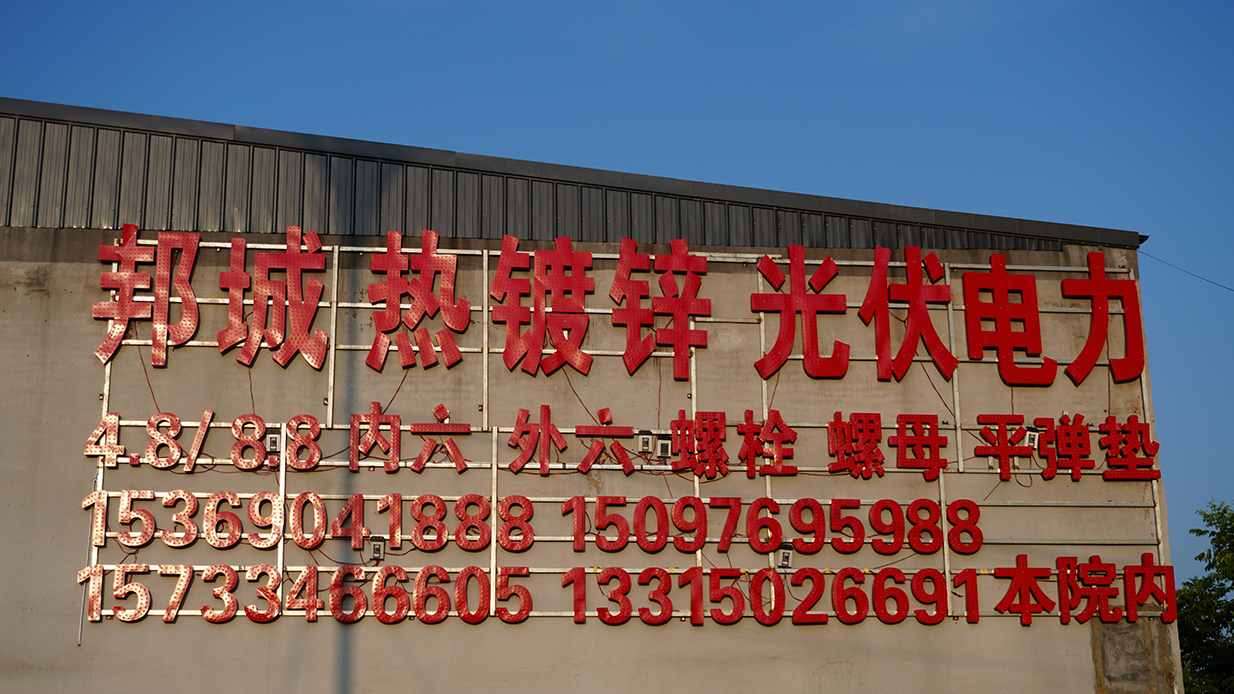 邦城 热镀锌 光伏电力
4.8/8.8 内六 外六 螺栓 螺母 平弹垫
15369041888 15097695988
15733466605 13315026691 本院内